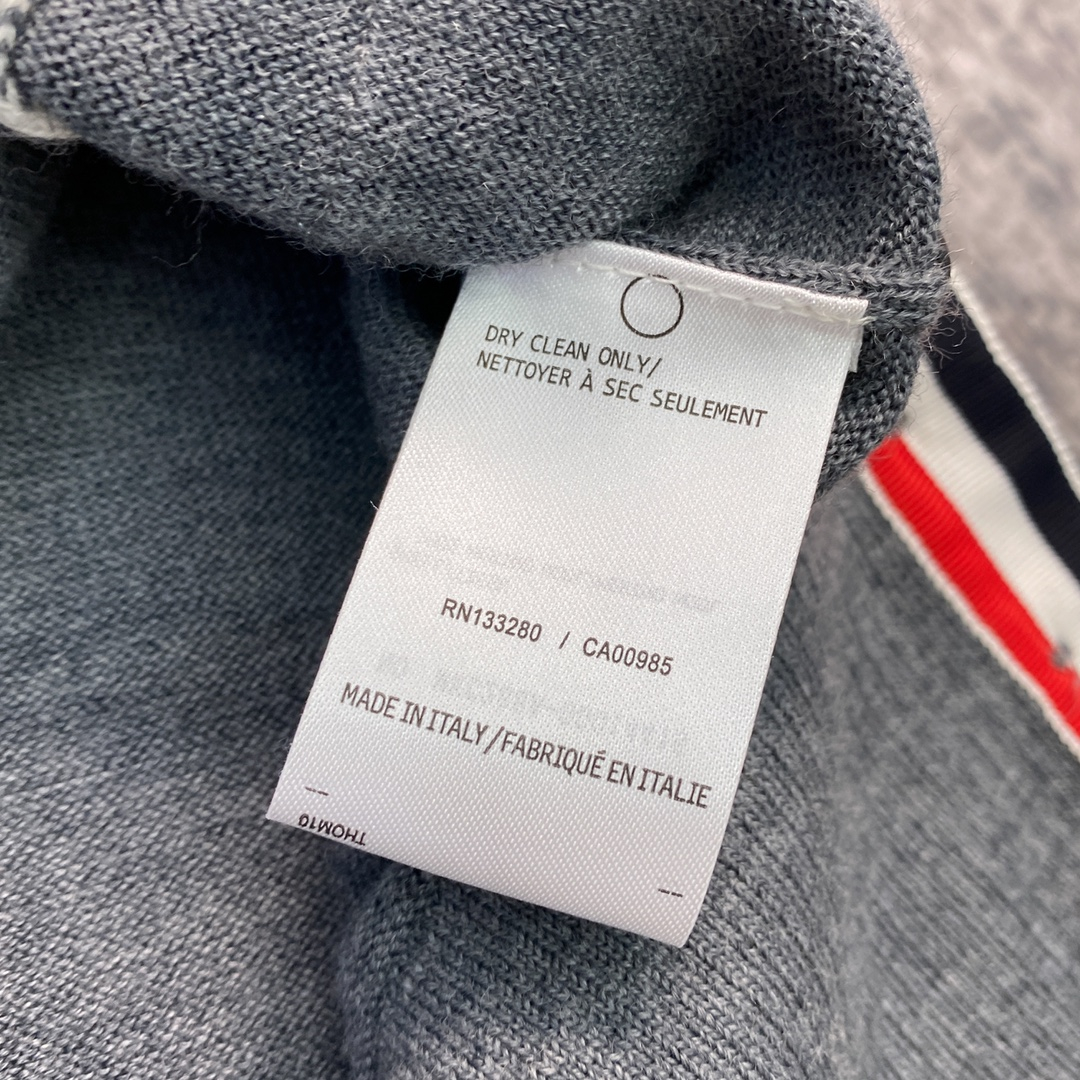 DRY CLEAN ONLY/
NETTOYER À SEC SEULEMENT
RN133280 / CA00985
MADE IN ITALY/FABRIQUÉ EN ITALIE
-- --
THOM10